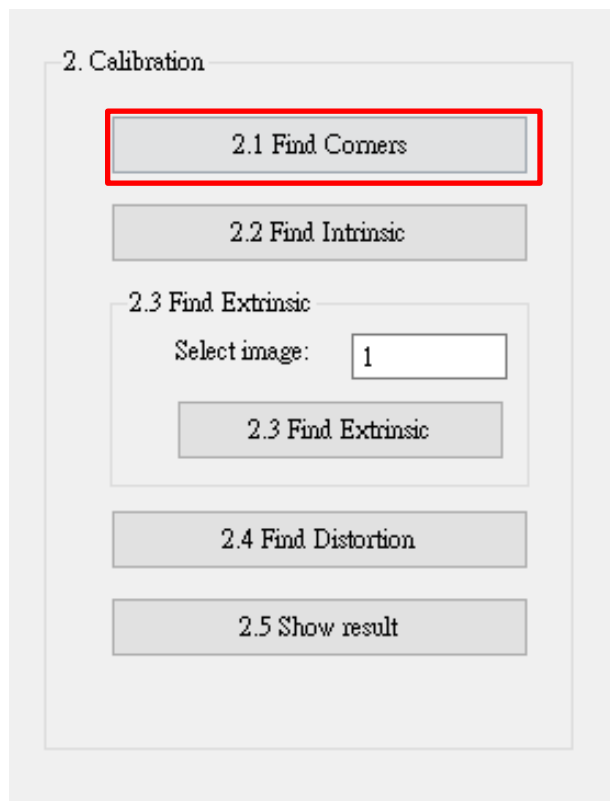 2. Calibration
2.1 Find Corners
2.2 Find Intrinsic
2.3 Find Extrinsic
Select image: 1
2.3 Find Extrinsic
2.4 Find Distortion
2.5 Show result